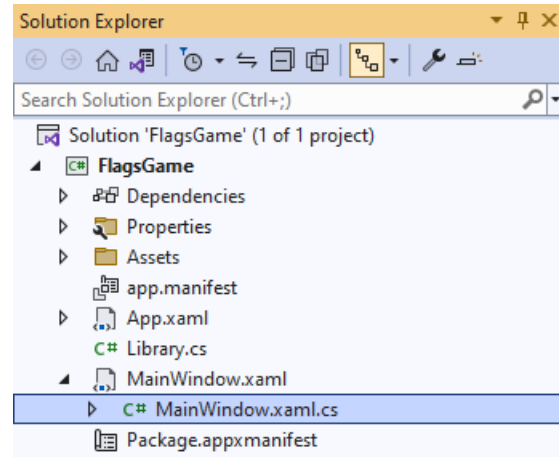 Solution Explorer
Search Solution Explorer (Ctrl+;)
Solution 'FlagsGame' (1 of 1 project)
C# FlagsGame
Dependencies
Properties
Assets
app.manifest
App.xaml
C# Library.cs
MainWindow.xaml
C# MainWindow.xaml.cs
Package.appxmanifest